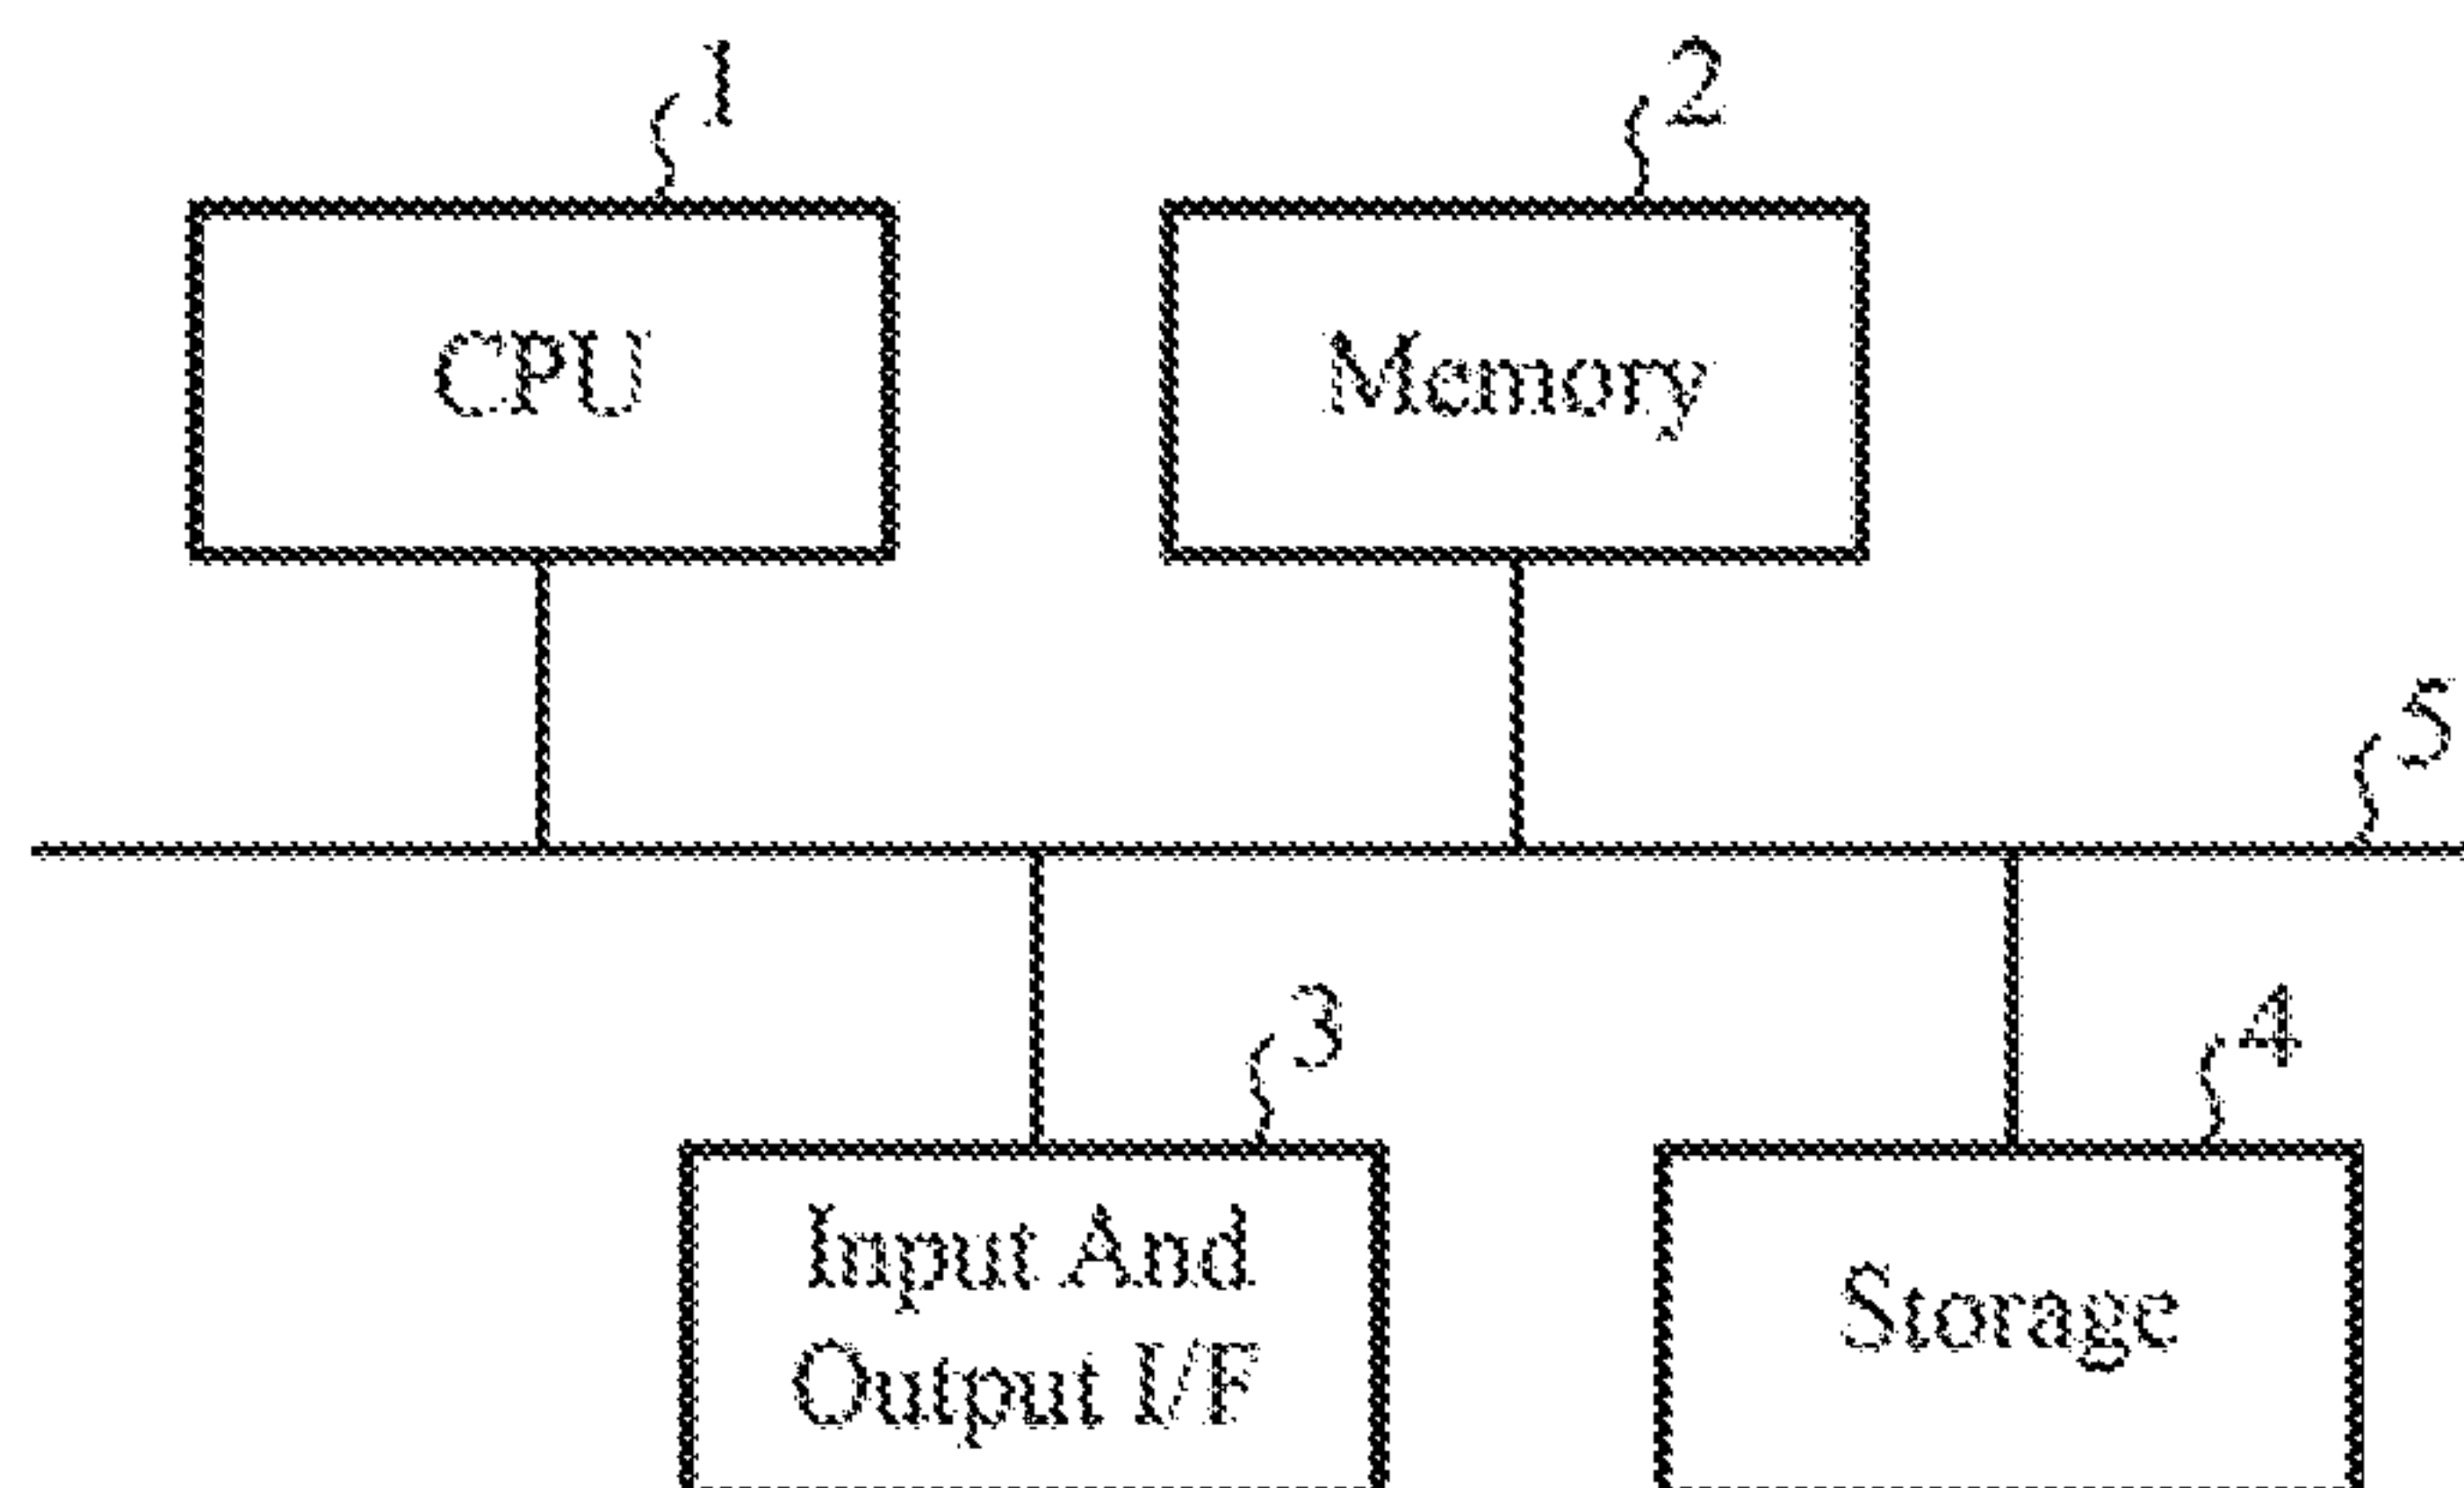 1
2
CPU
Memory
5
3
4
Input And
Output I/F
Storage